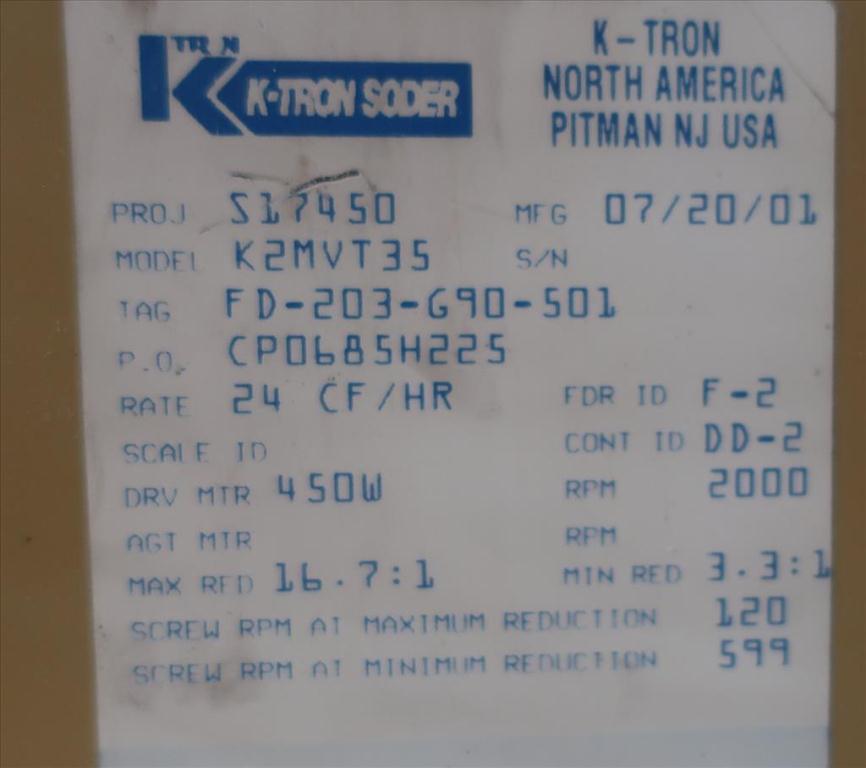 K-TRON
K-TRON SODER
K-TRON
NORTH AMERICA
PITMAN NJ USA
PROJ S17450 MFG 07/20/01
MODEL K2MVT35 S/N
TAG FD-203-G90-501
P.O. CP0685H225
RATE 24 CF/HR FDR ID F-2
SCALE ID CONT ID DD-2
DRV MTR 450W RPM 2000
AGT MTR RPM
MAX RED 16.7:1 MIN RED 3.3:1
SCREW RPM AT MAXIMUM REDUCTION 120
SCREW RPM AT MINIMUM REDUCTION 599